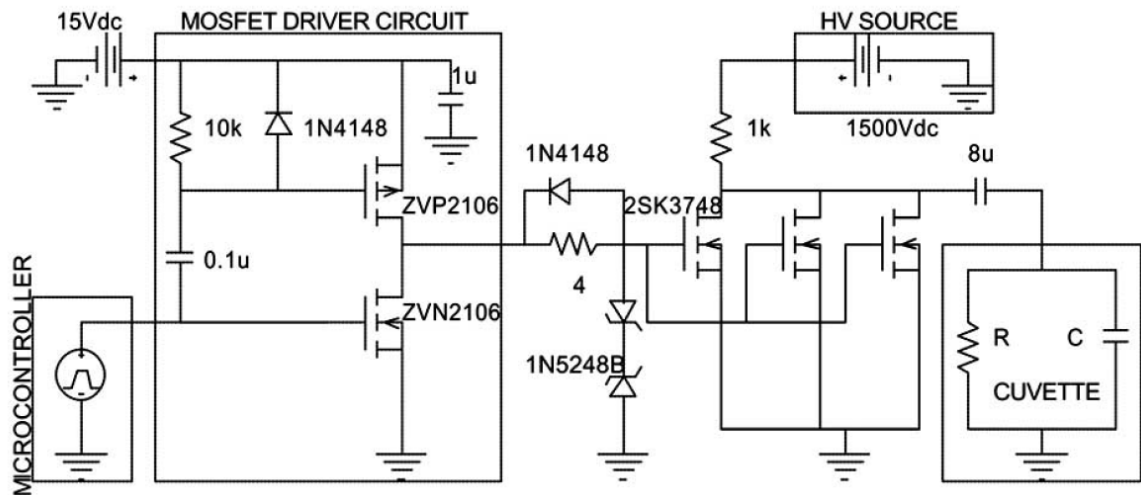 15Vdc
MOSFET DRIVER CIRCUIT
HV SOURCE
1u
10k
1N4148
1k
1500Vdc
1N4148
8u
ZVP2106
2SK3748
0.1u
4
ZVN2106
1N5248B
R
C
CUVETTE
MICROCONTROLLER